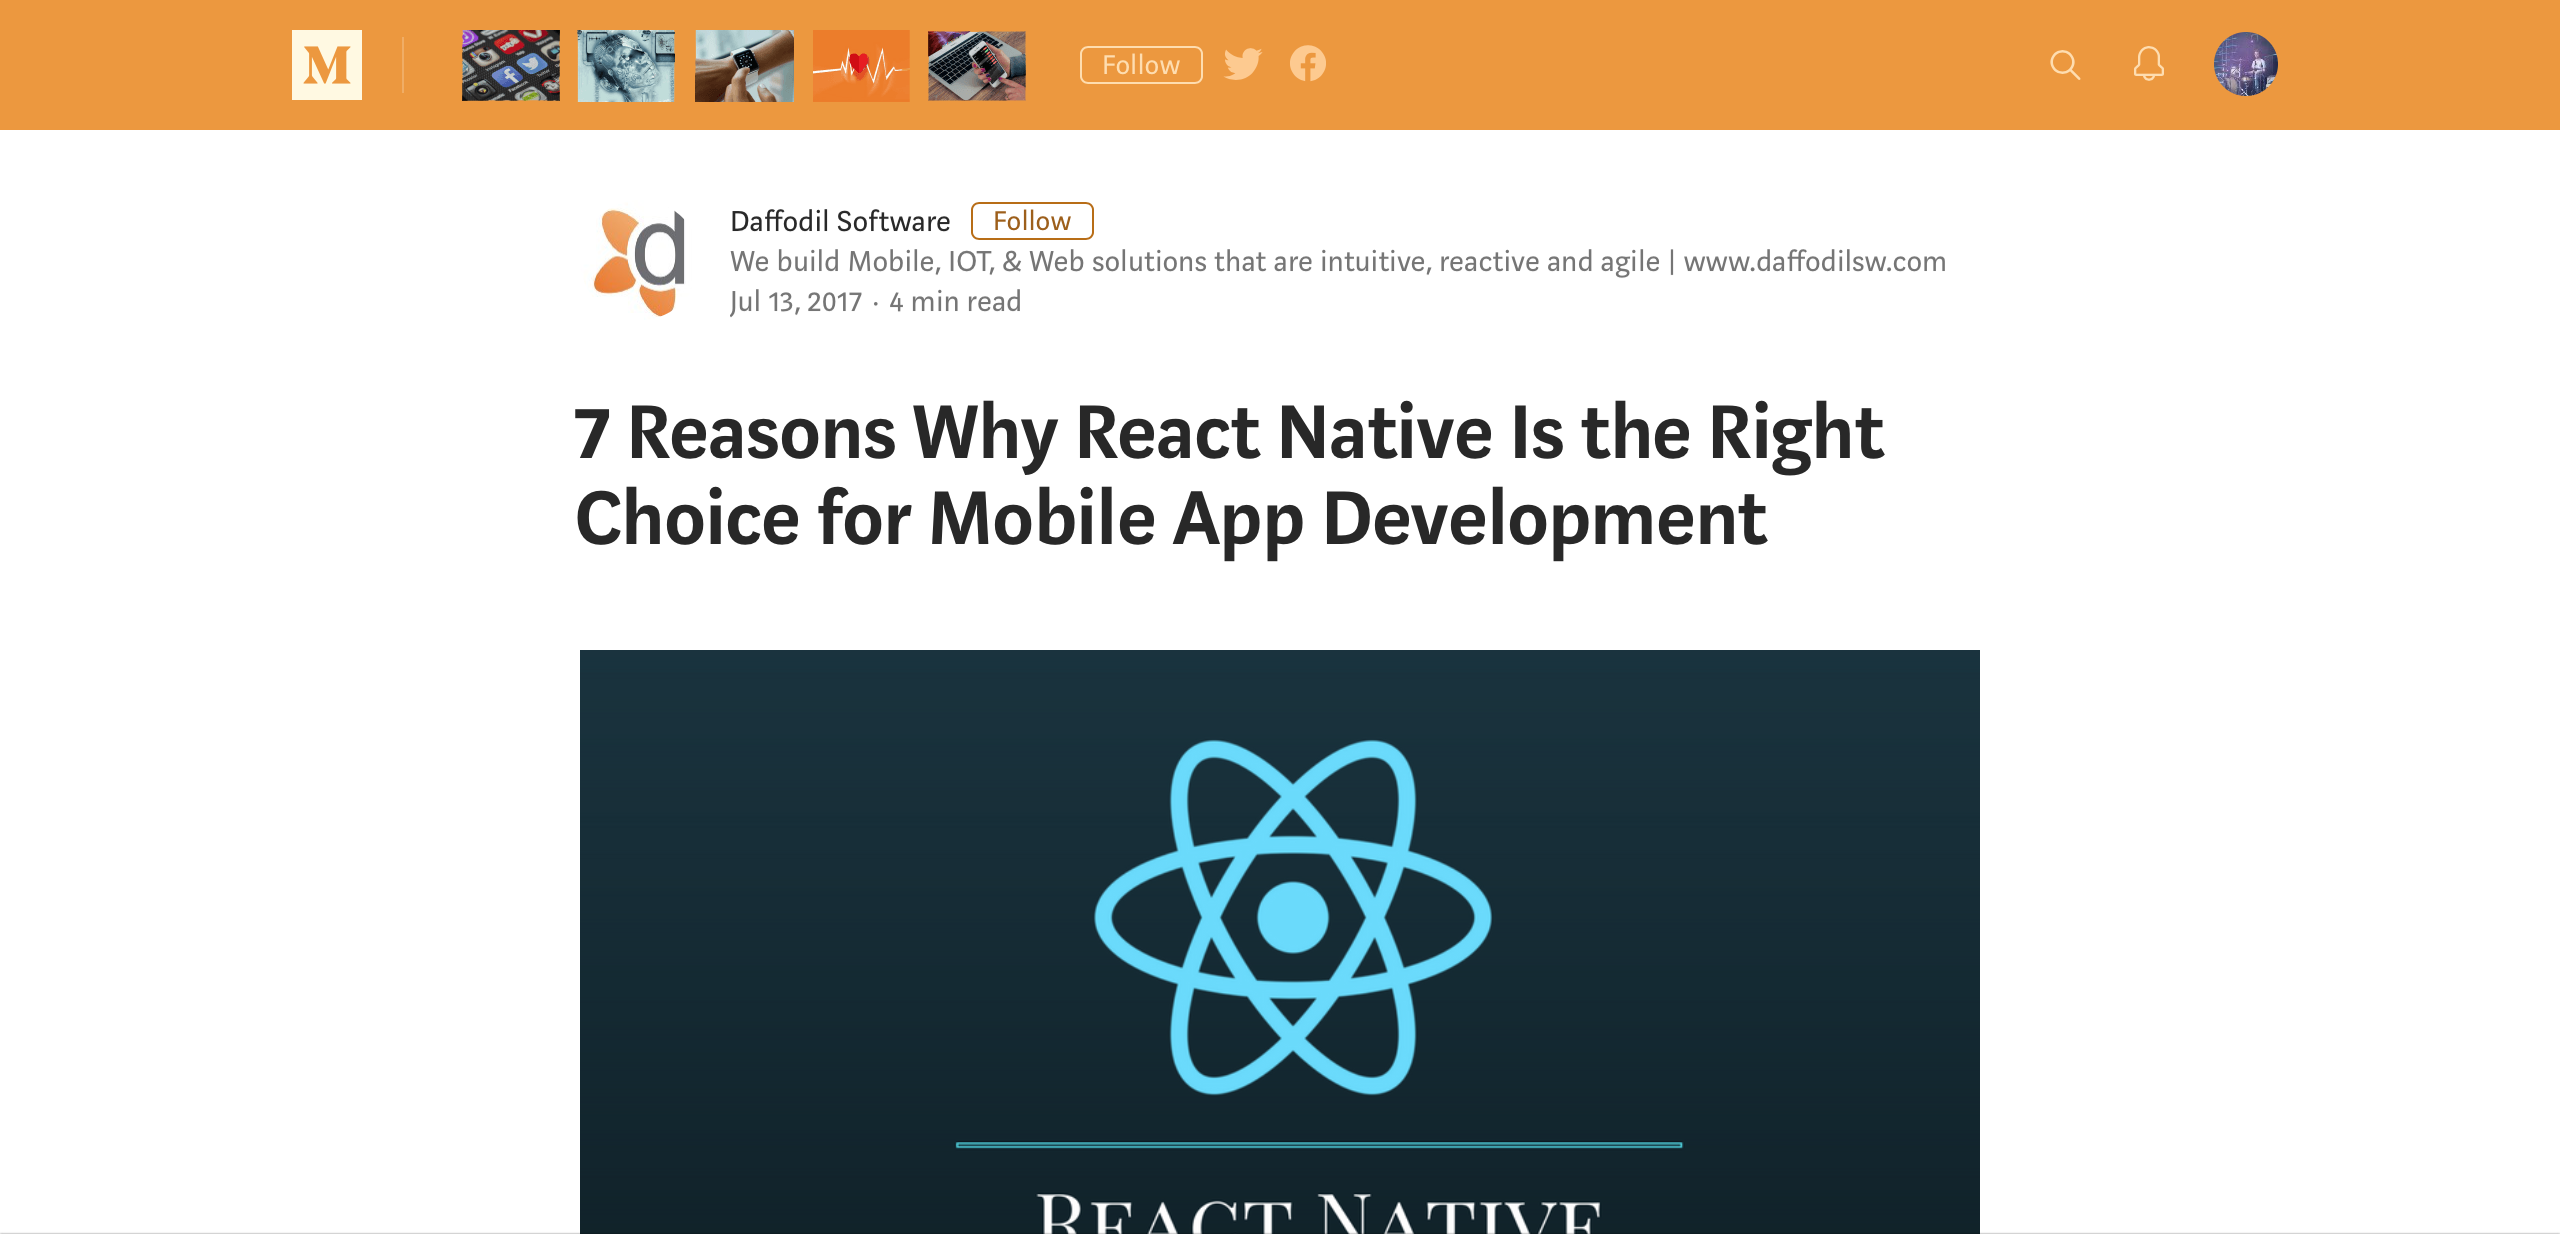 M
Follow
Daffodil Software Follow
We build Mobile, IOT, & Web solutions that are intuitive, reactive and agile | www.daffodilsw.com
Jul 13, 2017 · 4 min read
7 Reasons Why React Native Is the Right
Choice for Mobile App Development
REACT NATIVE